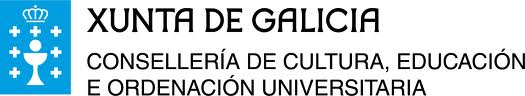 XUNTA DE GALICIA
CONSELLERÍA DE CULTURA, EDUCACIÓN
E ORDENACIÓN UNIVERSITARIA